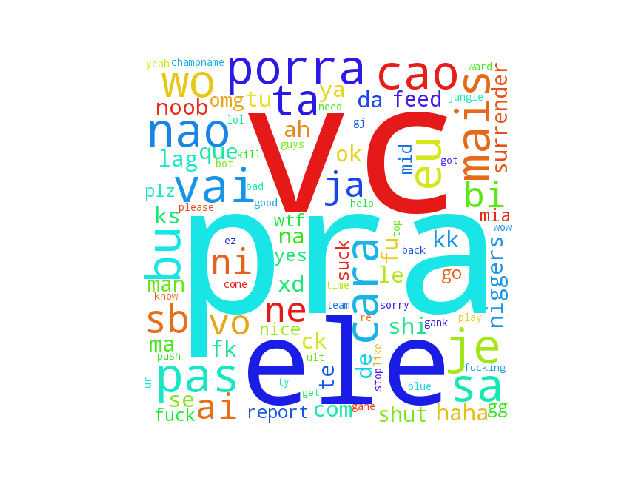 yeah champname
wo porra cao ward
noob omg tu ta need ya da feed jungle mais surrender
nao lol ah gj vc ok mid eu
lag que kill guys got
plz vai bot bad ja bi
please good help
ks wtf pra top mia
bu na suck cara fu kk wow
ez ni yes back niggers
man come xd time le go
know team sorry
sb vo ne ele re gank play
ma nice shi je
push fk ck like
pas ult te de stop fucking
ur ty blue sa
se ai get game
fuck report com shut haha gg